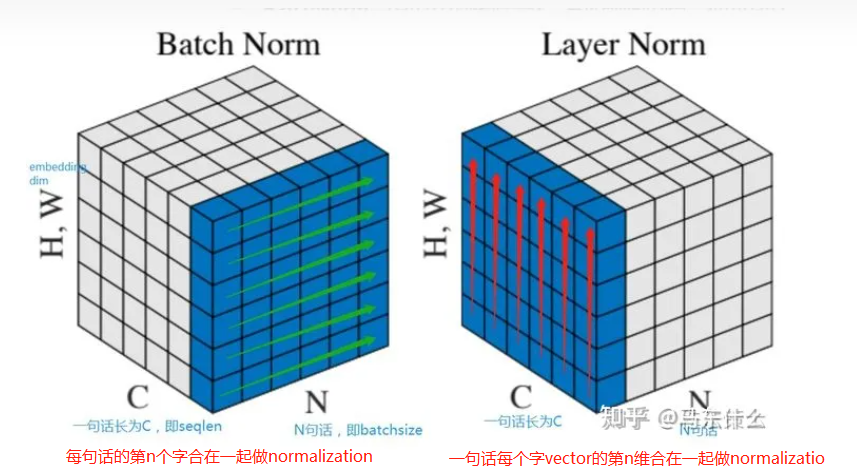 Batch Norm
Layer Norm
embedding
dim
H, W
H, W
C
N
C
N
一句话长为C，即seqlen
N句话，即batchsize
一句话长为C
N句话
知乎 @马东什么
每句话的第n个字合在一起做normalization
一句话每个字vector的第n维合在一起做normalizatio